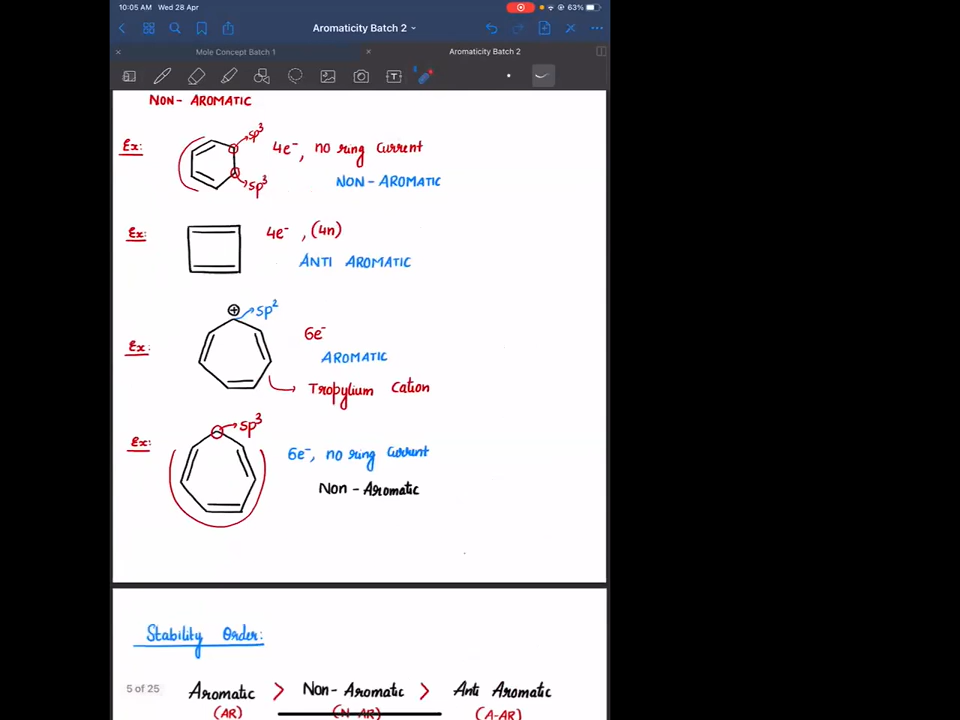 10:05 AM Wed 28 Apr
63%
Aromaticity Batch 2
Mole Concept Batch 1
Aromaticity Batch 2
NON - AROMATIC
Ex:
sp³
4e⁻, no ring current
sp³
NON - AROMATIC
Ex:
4e⁻, (4n)
ANTI AROMATIC
⊕ sp²
6e⁻
Ex:
AROMATIC
Tropylium Cation
sp³
Ex:
6e⁻, no ring current
Non - Aromatic
Stability Order:
5 of 25
Aromatic > Non - Aromatic > Anti Aromatic
(AR) (N-AR) (A-AR)